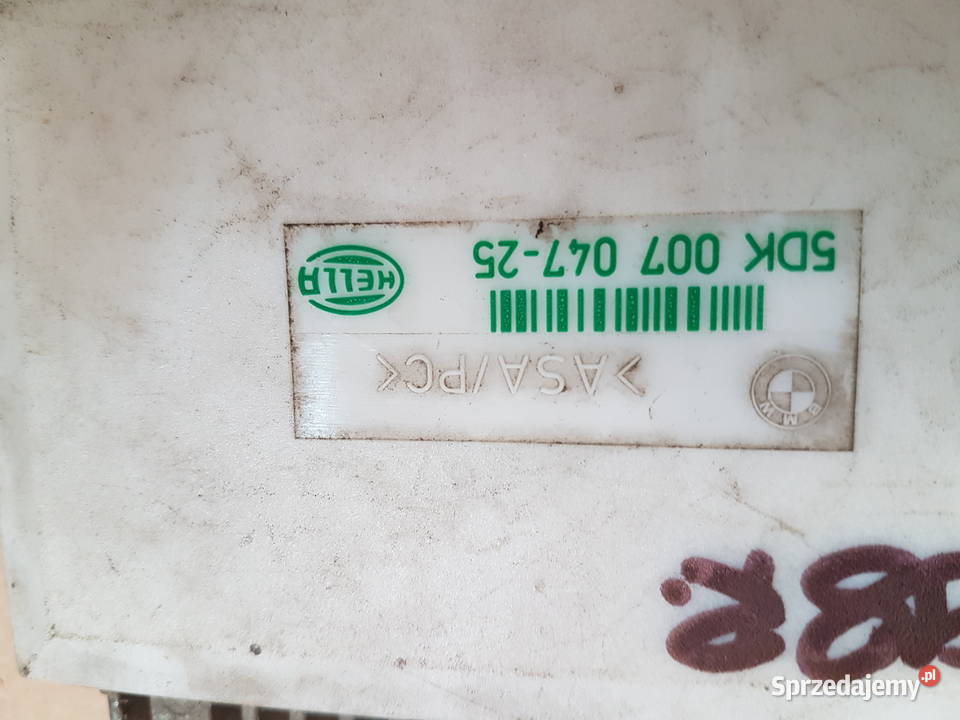 5DK 007 047-25
HELLA
>ASA/PC<
BMW
Sprzedajemy.pl